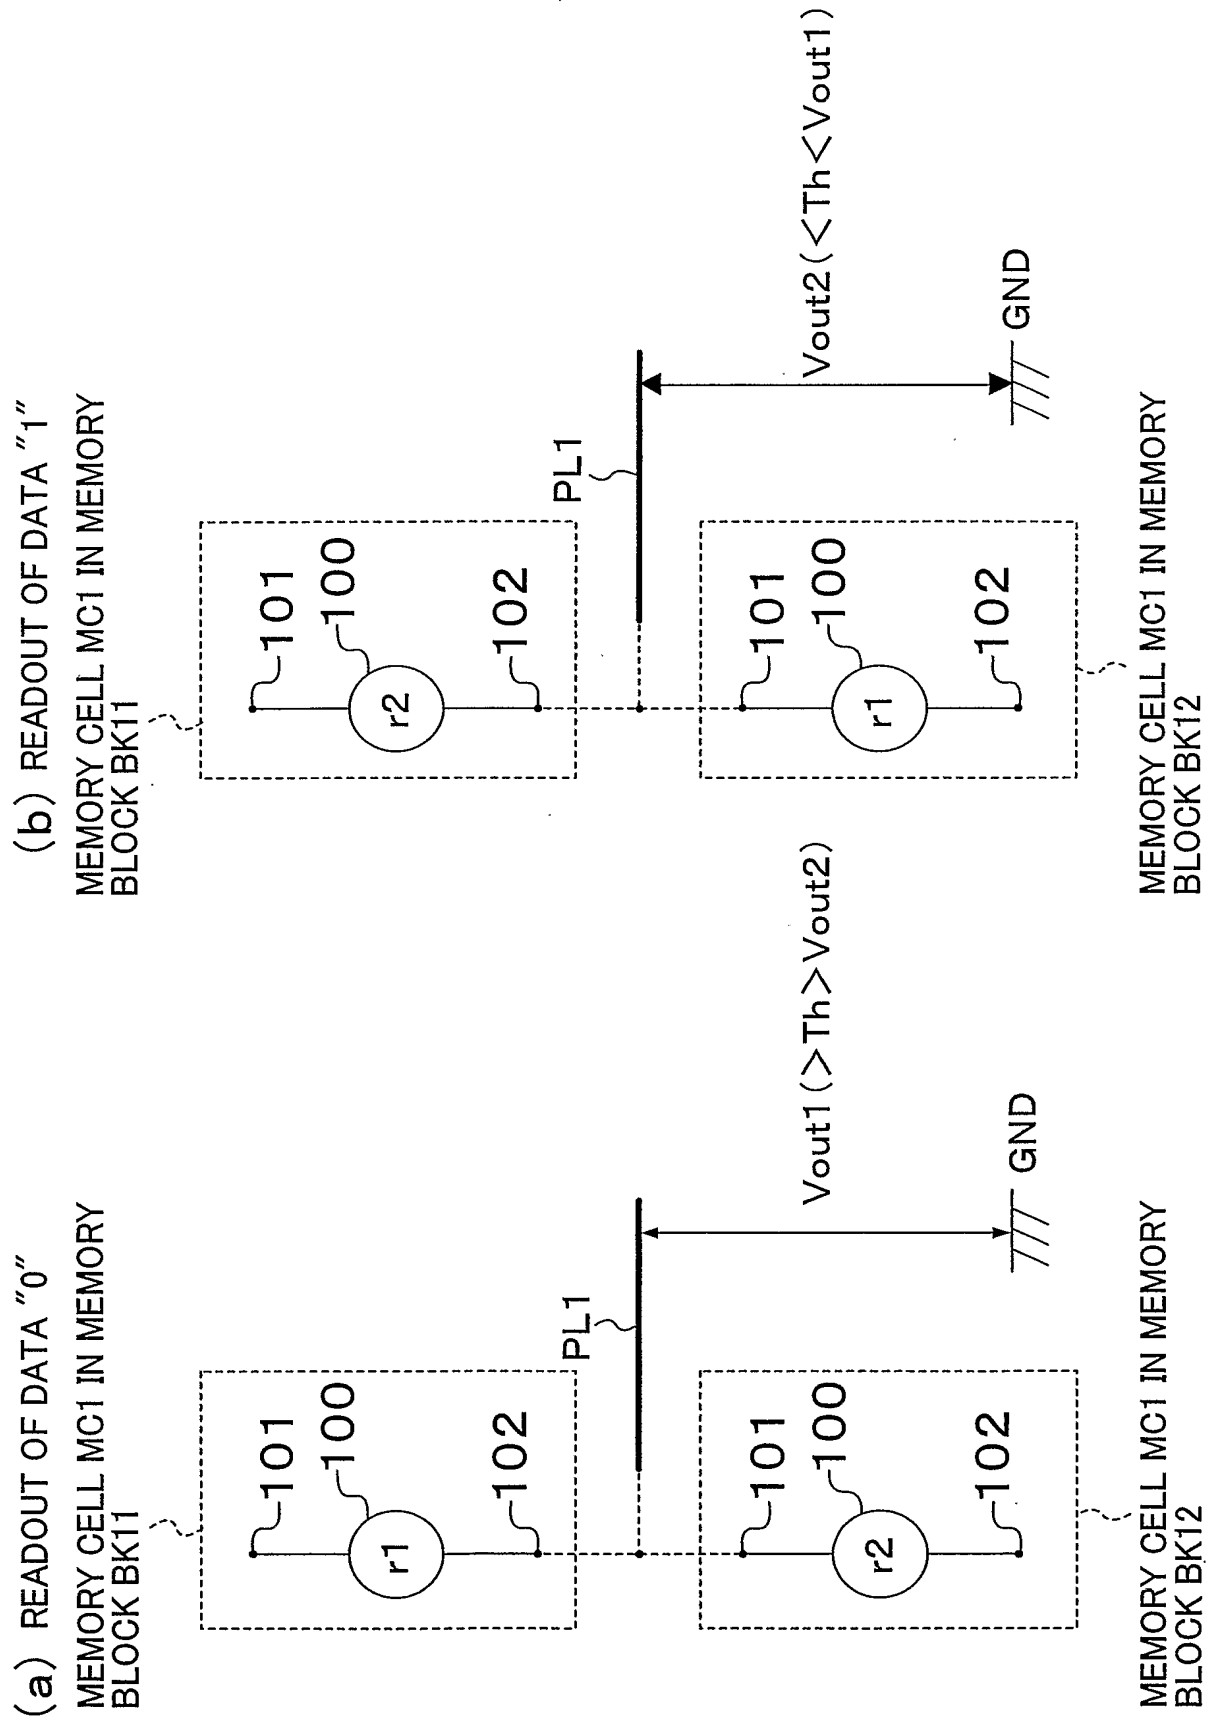 (a) READOUT OF DATA "0"
MEMORY CELL MC1 IN MEMORY
BLOCK BK11
101
100
r1
102
PL1
101
100
r2
102
Vout1(>Th>Vout2)
GND
MEMORY CELL MC1 IN MEMORY
BLOCK BK12
(b) READOUT OF DATA "1"
MEMORY CELL MC1 IN MEMORY
BLOCK BK11
101
100
r2
102
PL1
101
100
r1
102
Vout2(<Th<Vout1)
GND
MEMORY CELL MC1 IN MEMORY
BLOCK BK12